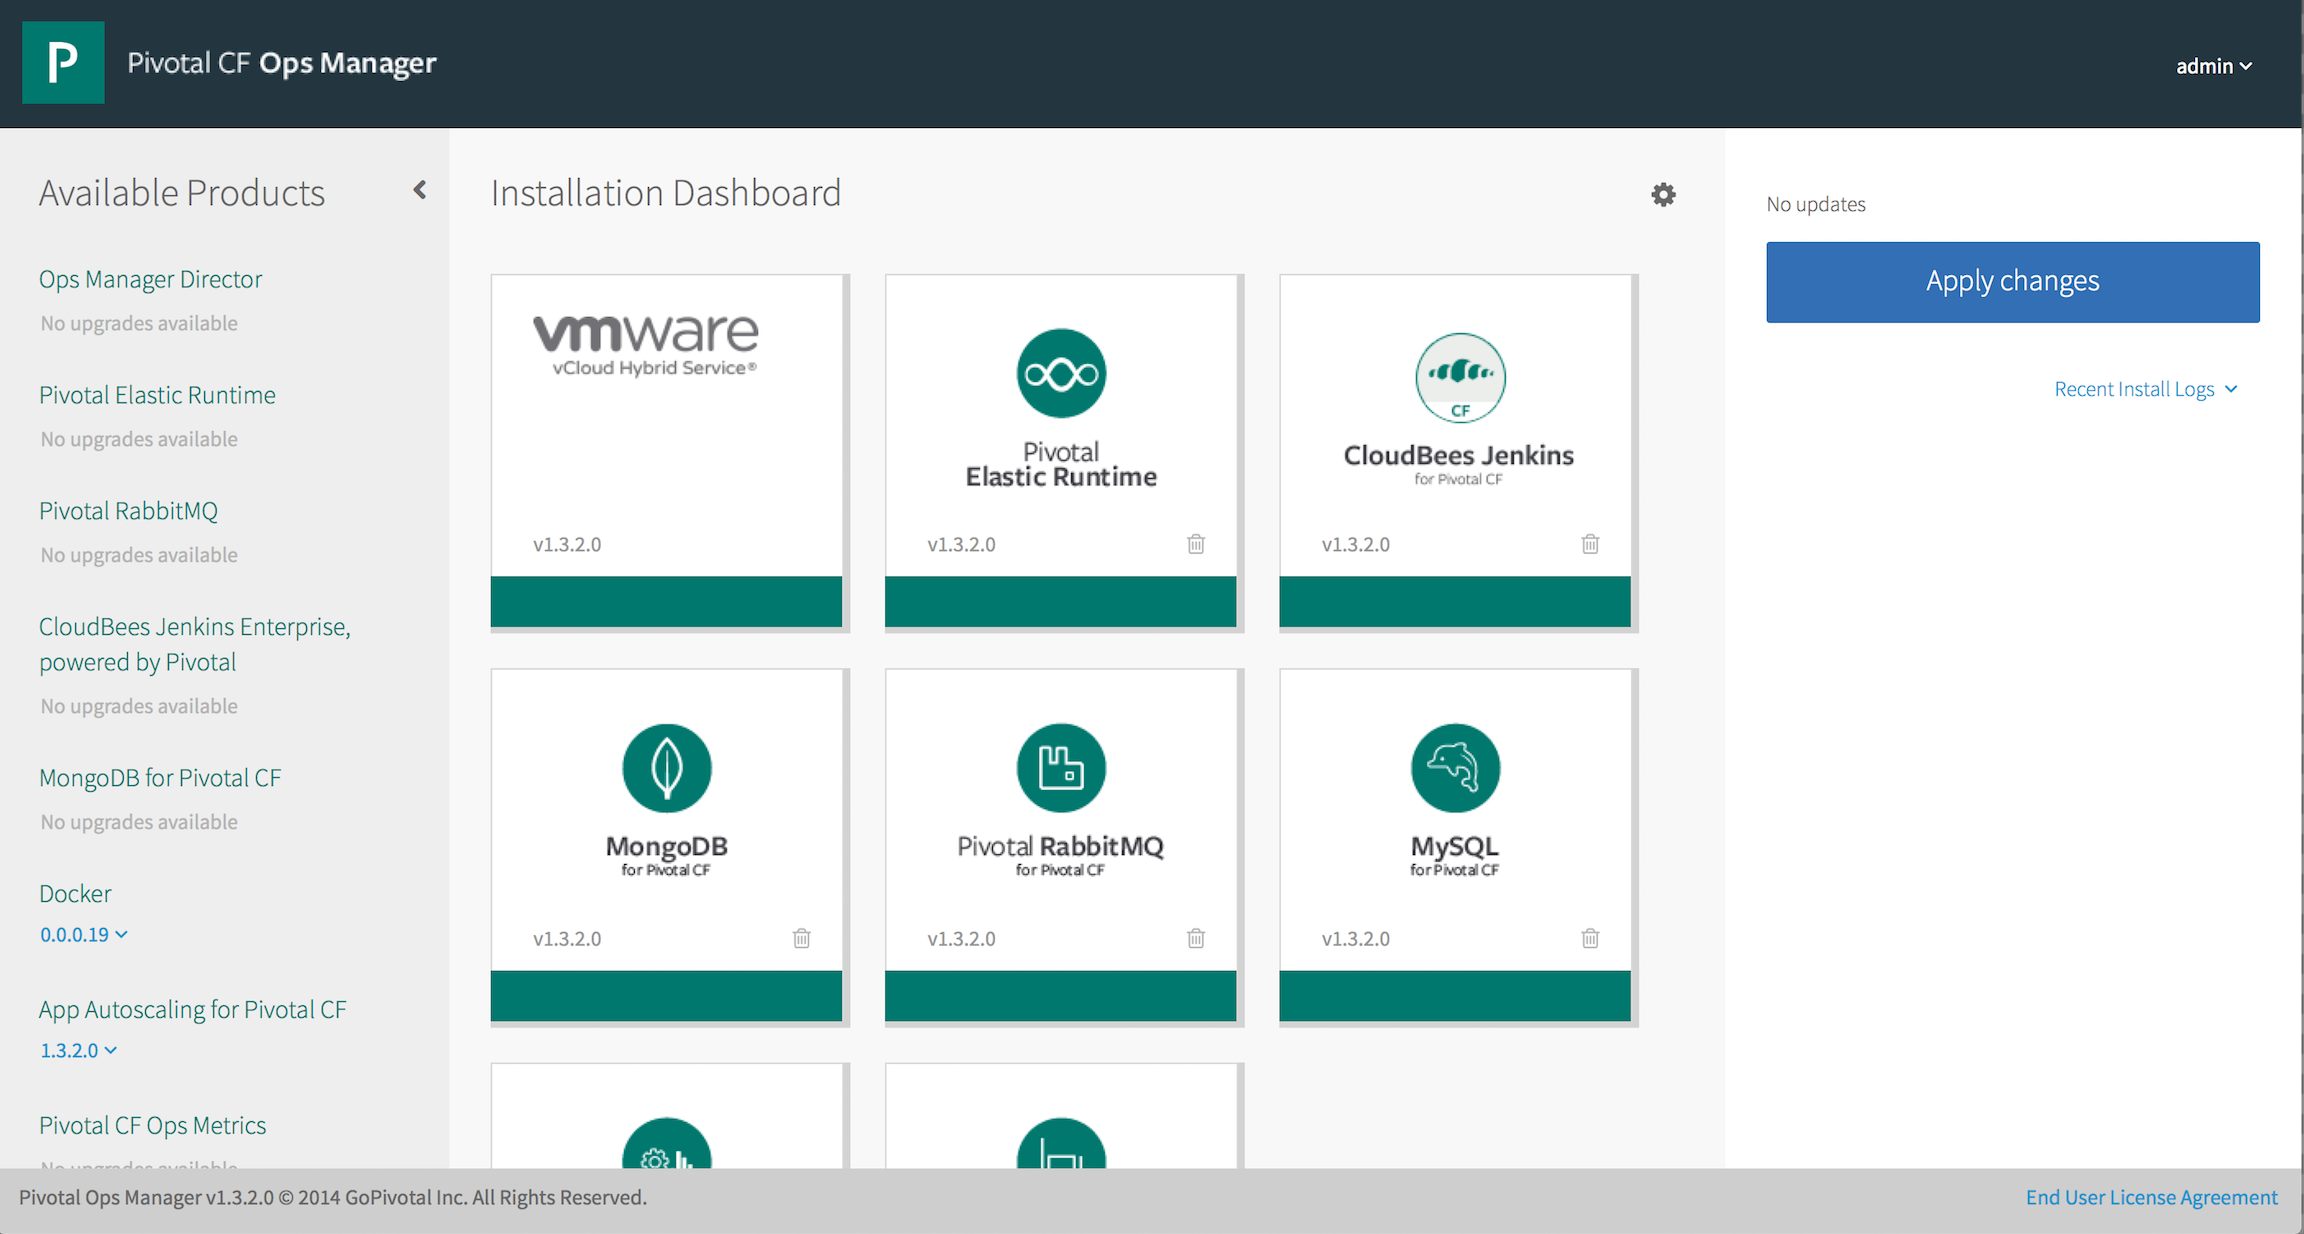 P
Pivotal CF Ops Manager
admin
Available Products
Ops Manager Director
No upgrades available
Pivotal Elastic Runtime
No upgrades available
Pivotal RabbitMQ
No upgrades available
CloudBees Jenkins Enterprise,
powered by Pivotal
No upgrades available
MongoDB for Pivotal CF
No upgrades available
Docker
0.0.0.19
App Autoscaling for Pivotal CF
1.3.2.0
Pivotal CF Ops Metrics
No upgrades available
Installation Dashboard
vmware
vCloud Hybrid Service®
v1.3.2.0
Pivotal
Elastic Runtime
v1.3.2.0
CF
CloudBees Jenkins
for Pivotal CF
v1.3.2.0
MongoDB
for Pivotal CF
v1.3.2.0
Pivotal RabbitMQ
for Pivotal CF
v1.3.2.0
MySQL
for Pivotal CF
v1.3.2.0
No updates
Apply changes
Recent Install Logs
Pivotal Ops Manager v1.3.2.0 © 2014 GoPivotal Inc. All Rights Reserved.
End User License Agreement